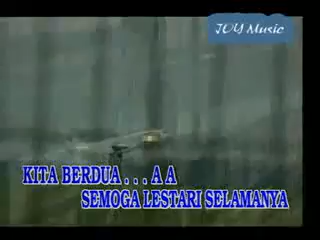 JOY Music
KITA BERDUA . . . A A
SEMOGA LESTARI SELAMANYA